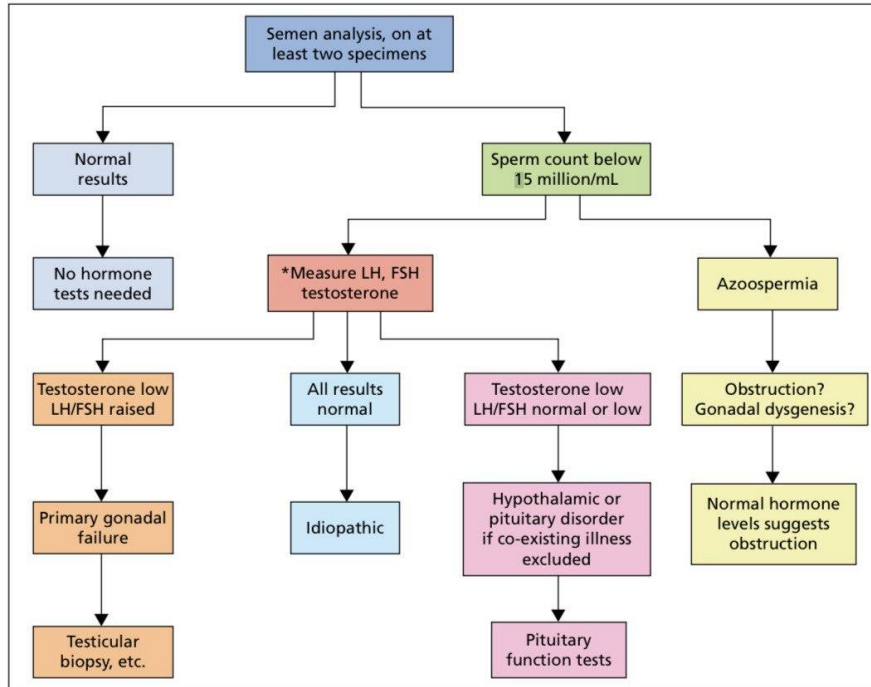 Semen analysis, on at
least two specimens
Normal
results
Sperm count below
15 million/mL
No hormone
tests needed
*Measure LH, FSH
testosterone
Azoospermia
Testosterone low
LH/FSH raised
All results
normal
Testosterone low
LH/FSH normal or low
Obstruction?
Gonadal dysgenesis?
Primary gonadal
failure
Idiopathic
Hypothalamic or
pituitary disorder
if co-existing illness
excluded
Normal hormone
levels suggests
obstruction
Testicular
biopsy, etc.
Pituitary
function tests